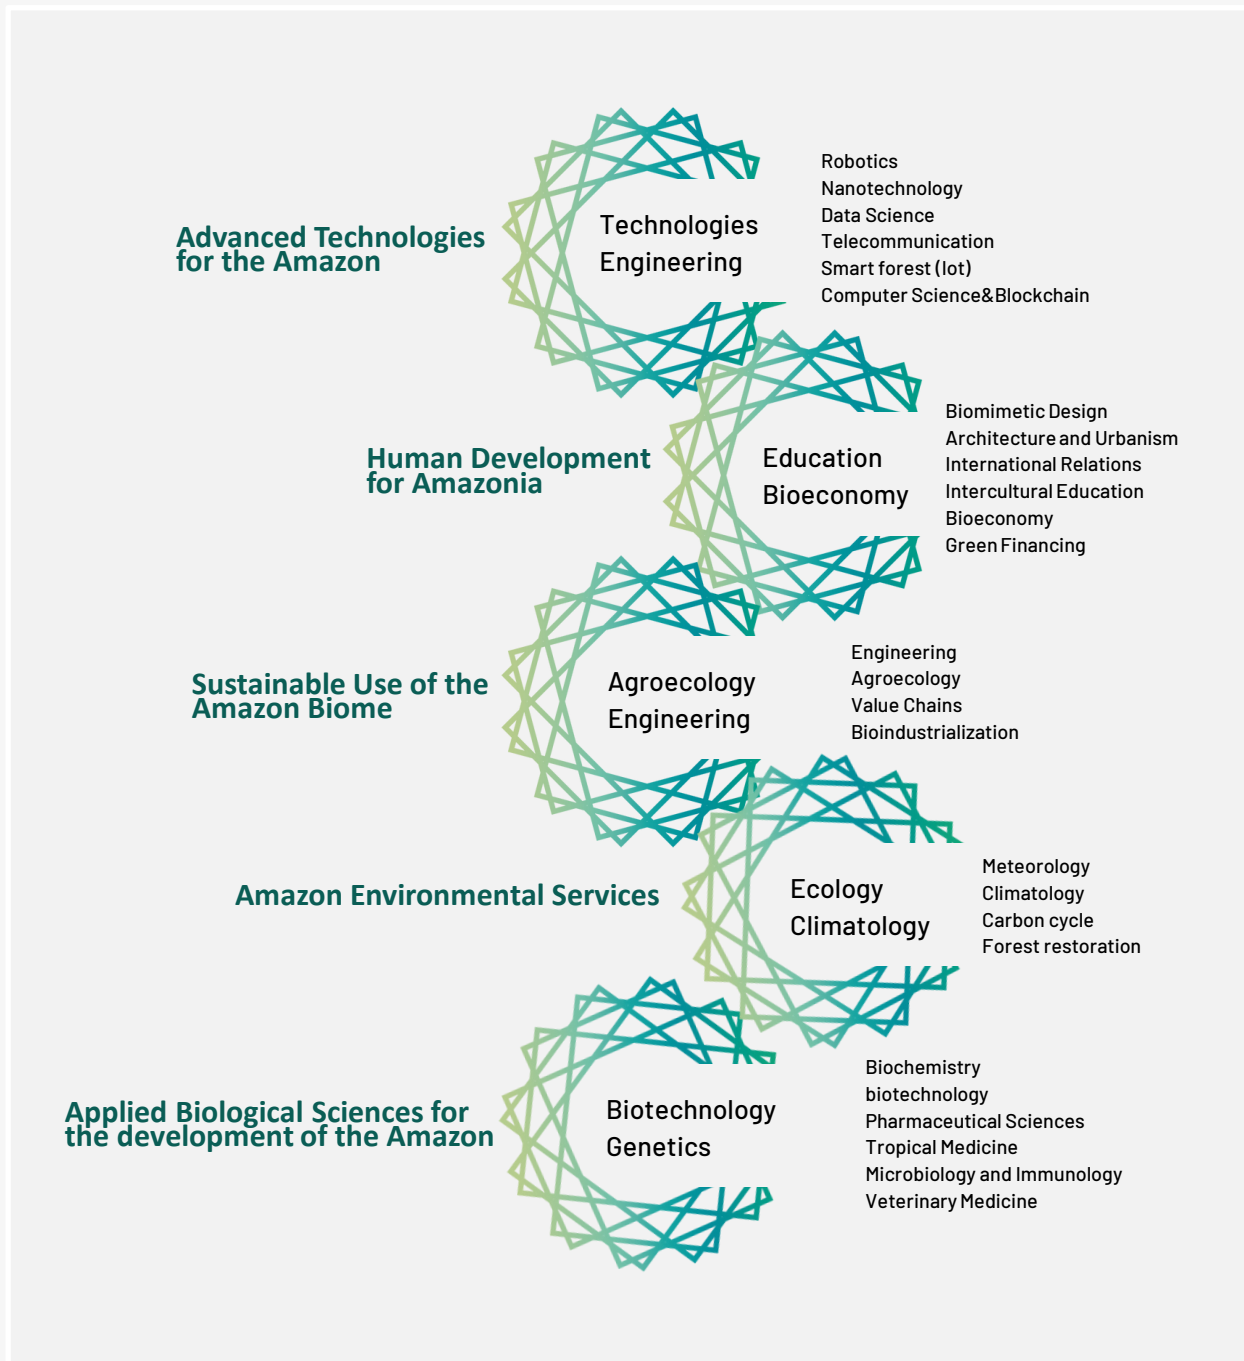 Advanced Technologies
for the Amazon
Technologies
Engineering
Robotics
Nanotechnology
Data Science
Telecommunication
Smart forest (Iot)
Computer Science&Blockchain
Human Development
for Amazonia
Education
Bioeconomy
Biomimetic Design
Architecture and Urbanism
International Relations
Intercultural Education
Bioeconomy
Green Financing
Sustainable Use of the
Amazon Biome
Agroecology
Engineering
Engineering
Agroecology
Value Chains
Bioindustrialization
Amazon Environmental Services
Ecology
Climatology
Meteorology
Climatology
Carbon cycle
Forest restoration
Applied Biological Sciences for
the development of the Amazon
Biotechnology
Genetics
Biochemistry
biotechnology
Pharmaceutical Sciences
Tropical Medicine
Microbiology and Immunology
Veterinary Medicine